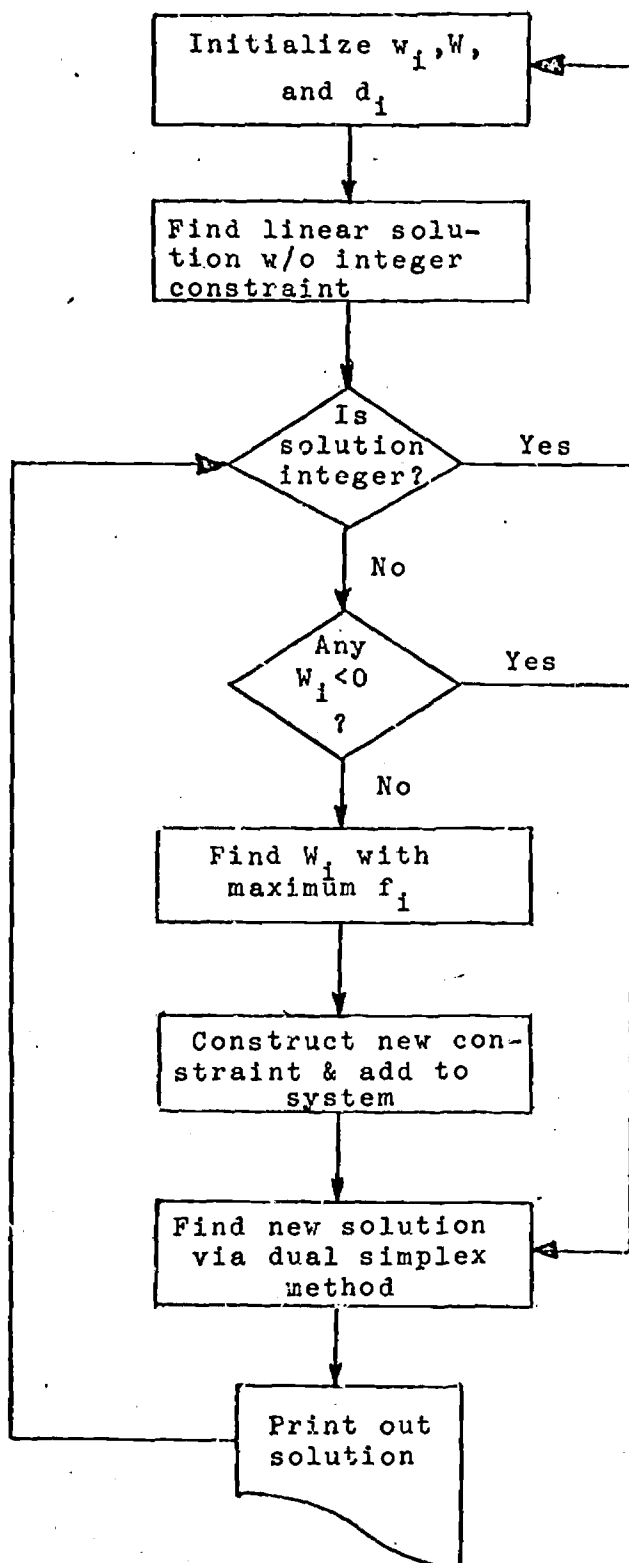 Initialize w_i, W,
and d_i
Find linear solu-
tion w/o integer
constraint
Is
solution
integer?
Yes
No
Any
W_i<0
?
Yes
No
Find W_i with
maximum f_i
Construct new con-
straint & add to
system
Find new solution
via dual simplex
method
Print out
solution